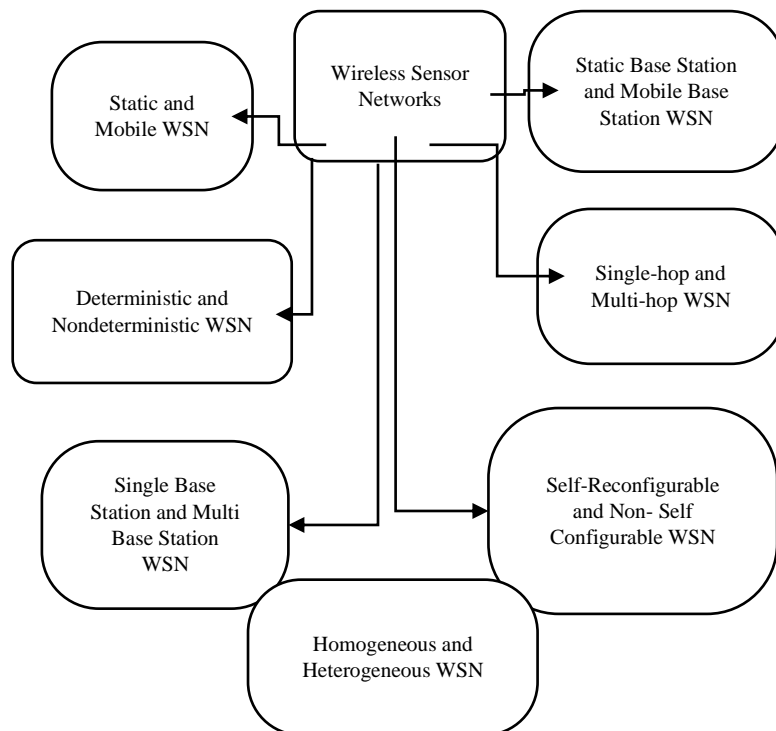 Wireless Sensor
Networks
Static Base Station
and Mobile Base
Station WSN
Static and
Mobile WSN
Single-hop and
Multi-hop WSN
Deterministic and
Nondeterministic WSN
Single Base
Station and Multi
Base Station
WSN
Self-Reconfigurable
and Non- Self
Configurable WSN
Homogeneous and
Heterogeneous WSN